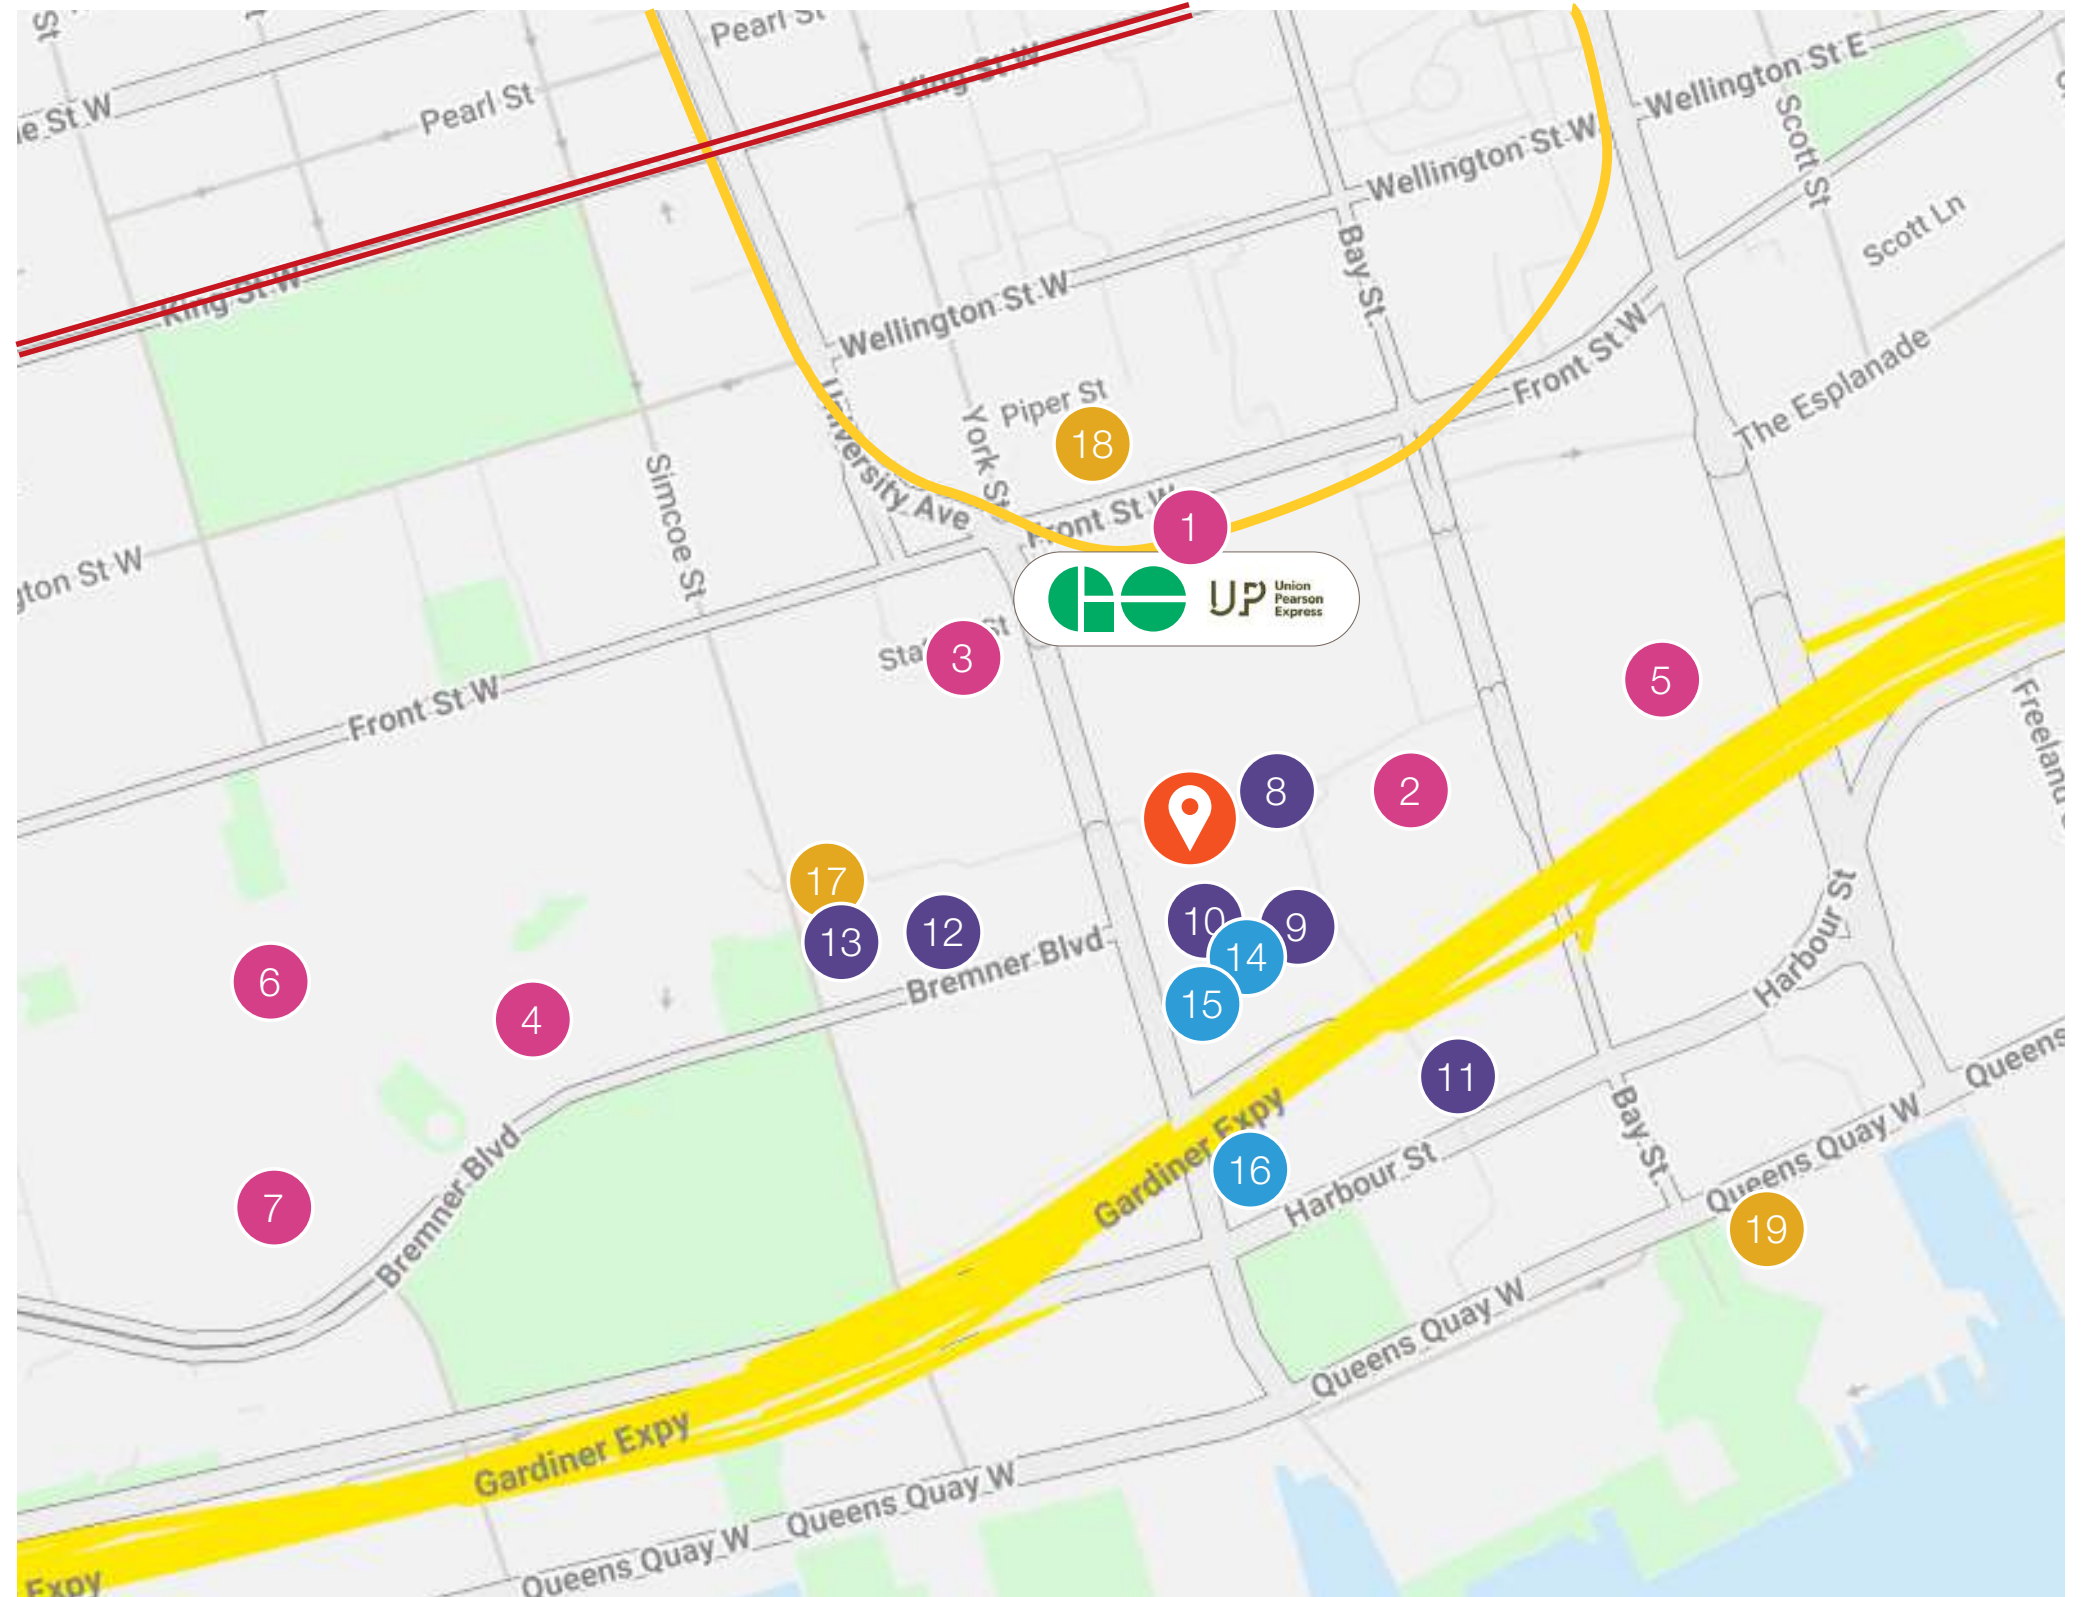 St
Pearl St
King St W
Wellington St E
Scott St
Pearl St
Wellington St W
Scott Ln
King St W
Bay St.
Wellington St W
Front St W
The Esplanade
Piper St
York St
18
University Ave
Simcoe St
Front St W
1
UP Union
Pearson
Express
3
5
Front St W
Freeland
8
2
17
10
9
12
13
14
Bremner Blvd
Harbour St
6
15
4
11
Queens
Gardiner Expy
Bay St.
Queens Quay W
Bremner Blvd
16
Harbour St
7
19
Queens Quay W
Gardiner Expy
Queens Quay W
Queens Quay W
Expy